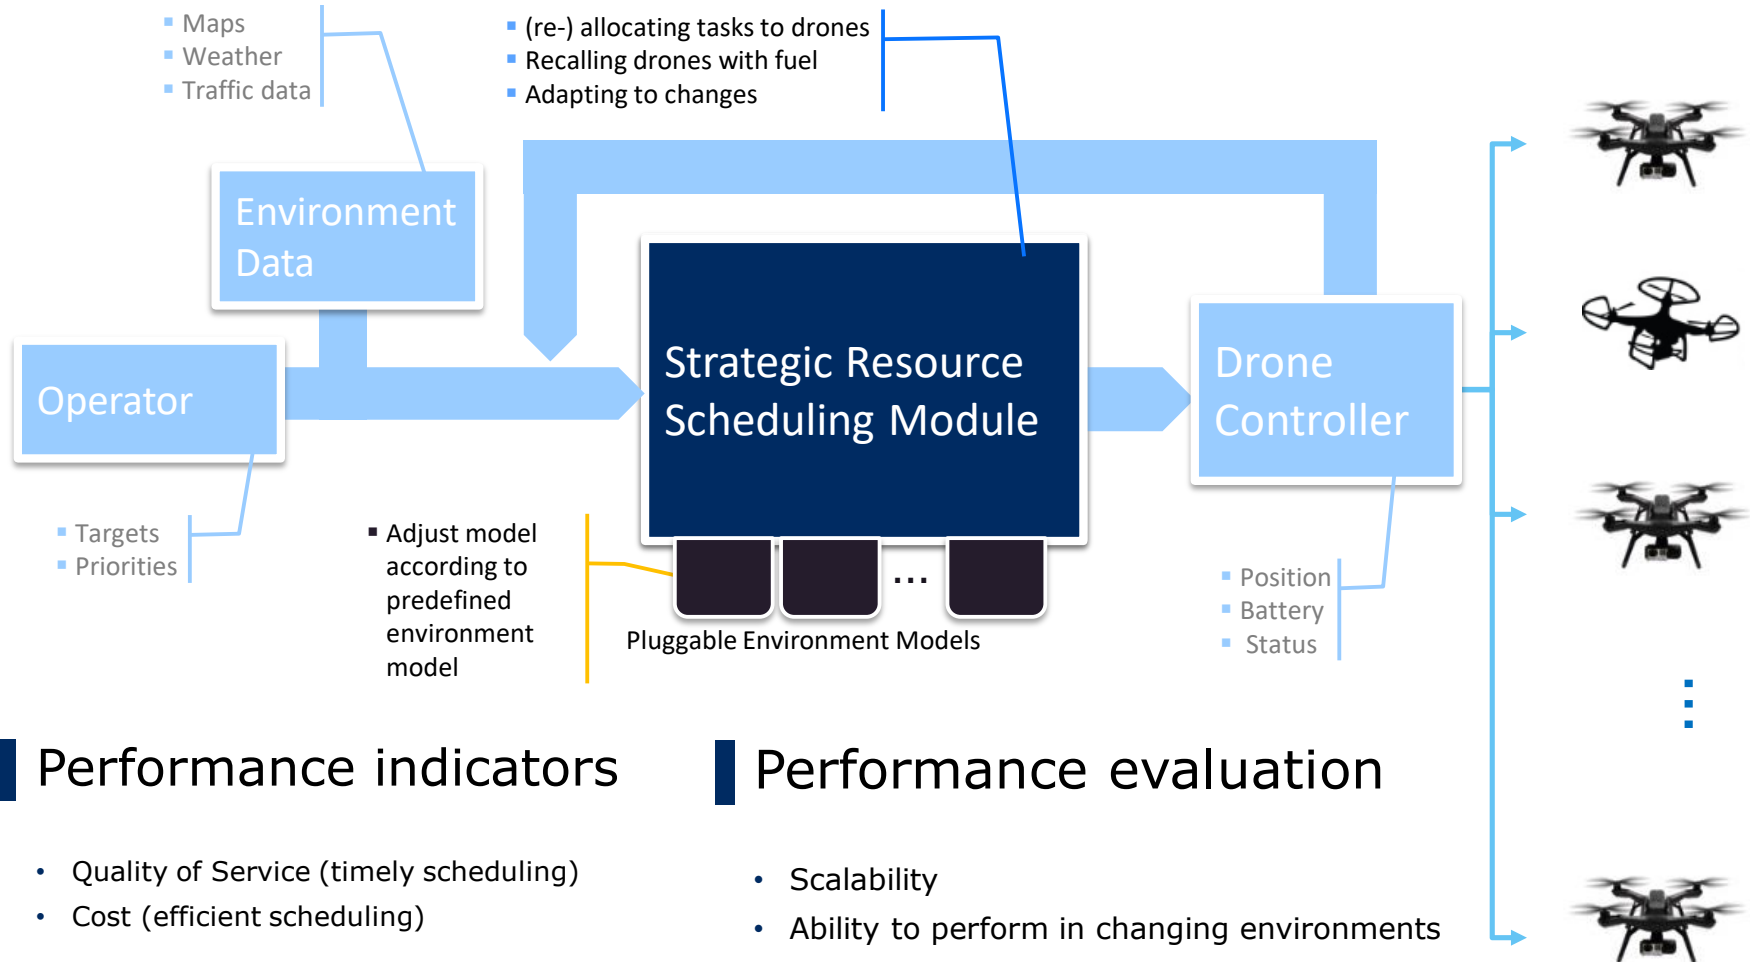 Maps
Weather
Traffic data
(re-) allocating tasks to drones
Recalling drones with fuel
Adapting to changes
Environment
Data
Operator
Strategic Resource
Scheduling Module
Drone
Controller
Targets
Priorities
Adjust model
according to
predefined
environment
model
...
Pluggable Environment Models
Position
Battery
Status
Performance indicators
Quality of Service (timely scheduling)
Cost (efficient scheduling)
Performance evaluation
Scalability
Ability to perform in changing environments